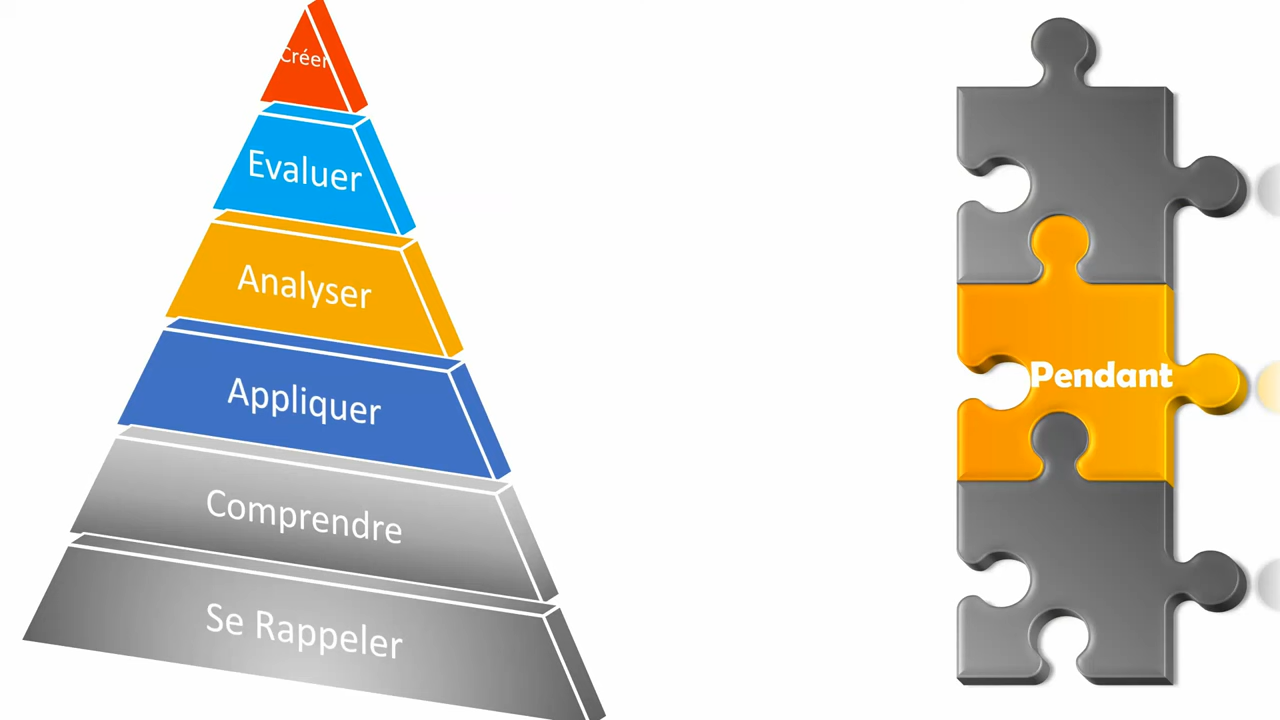 Créer
Evaluer
Analyser
Appliquer
Comprendre
Se Rappeler
Pendant